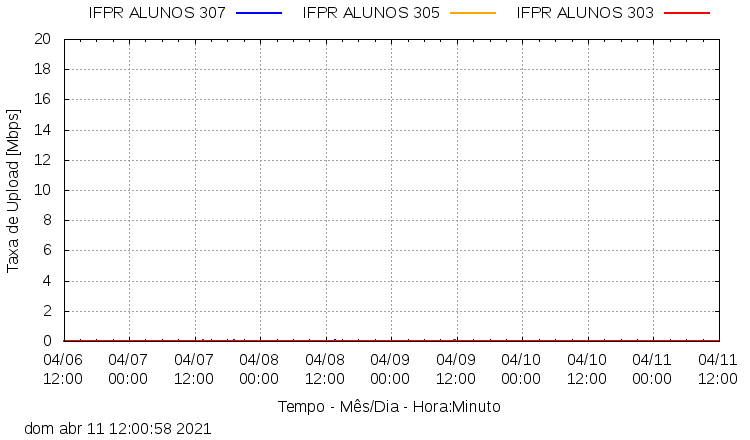 IFPR ALUNOS 307 IFPR ALUNOS 305 IFPR ALUNOS 303
Taxa de Upload [Mbps]
20
18
16
14
12
10
8
6
4
2
0
04/06 04/07 04/07 04/08 04/08 04/09 04/09 04/10 04/10 04/11 04/11
12:00 00:00 12:00 00:00 12:00 00:00 12:00 00:00 12:00 00:00 12:00
Tempo - Mês/Dia - Hora:Minuto
dom abr 11 12:00:58 2021